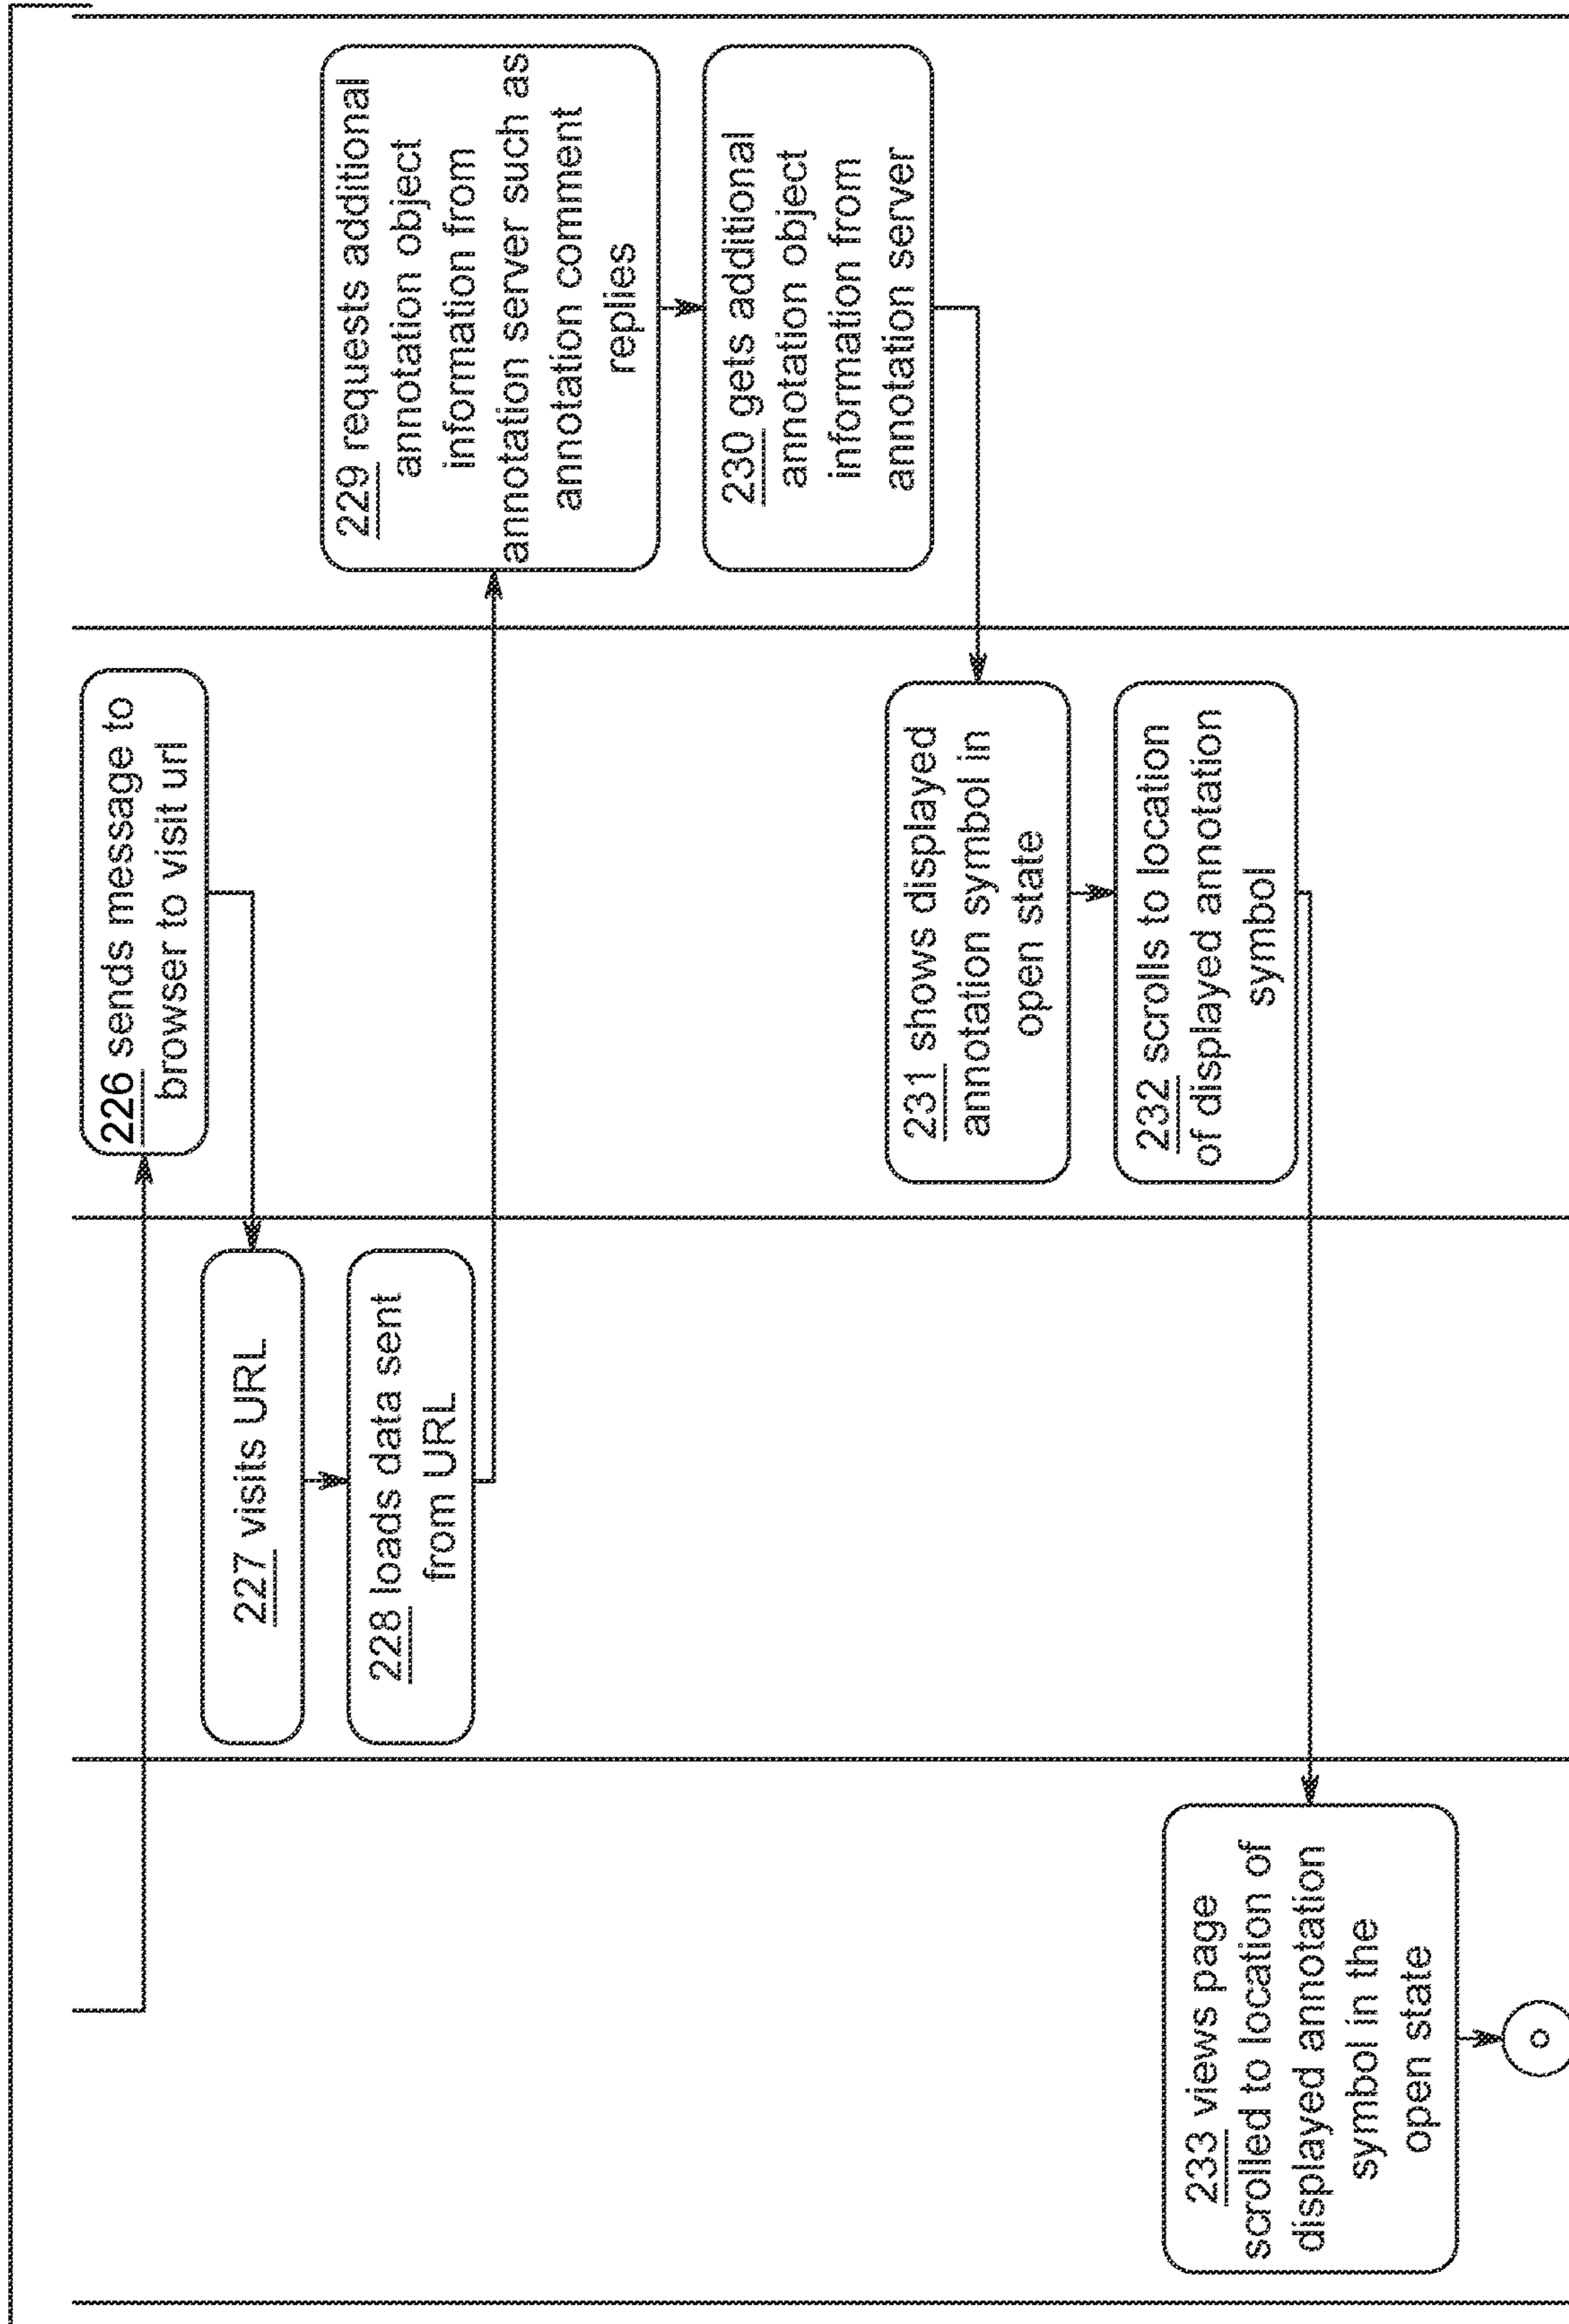 226 sends message to
browser to visit url
227 visits URL
228 loads data sent
from URL
229 requests additional
annotation object
information from
annotation server such as
annotation comment
replies
230 gets additional
annotation object
information from
annotation server
231 shows displayed
annotation symbol in
open state
232 scrolls to location
of displayed annotation
symbol
233 views page
scrolled to location of
displayed annotation
symbol in the
open state